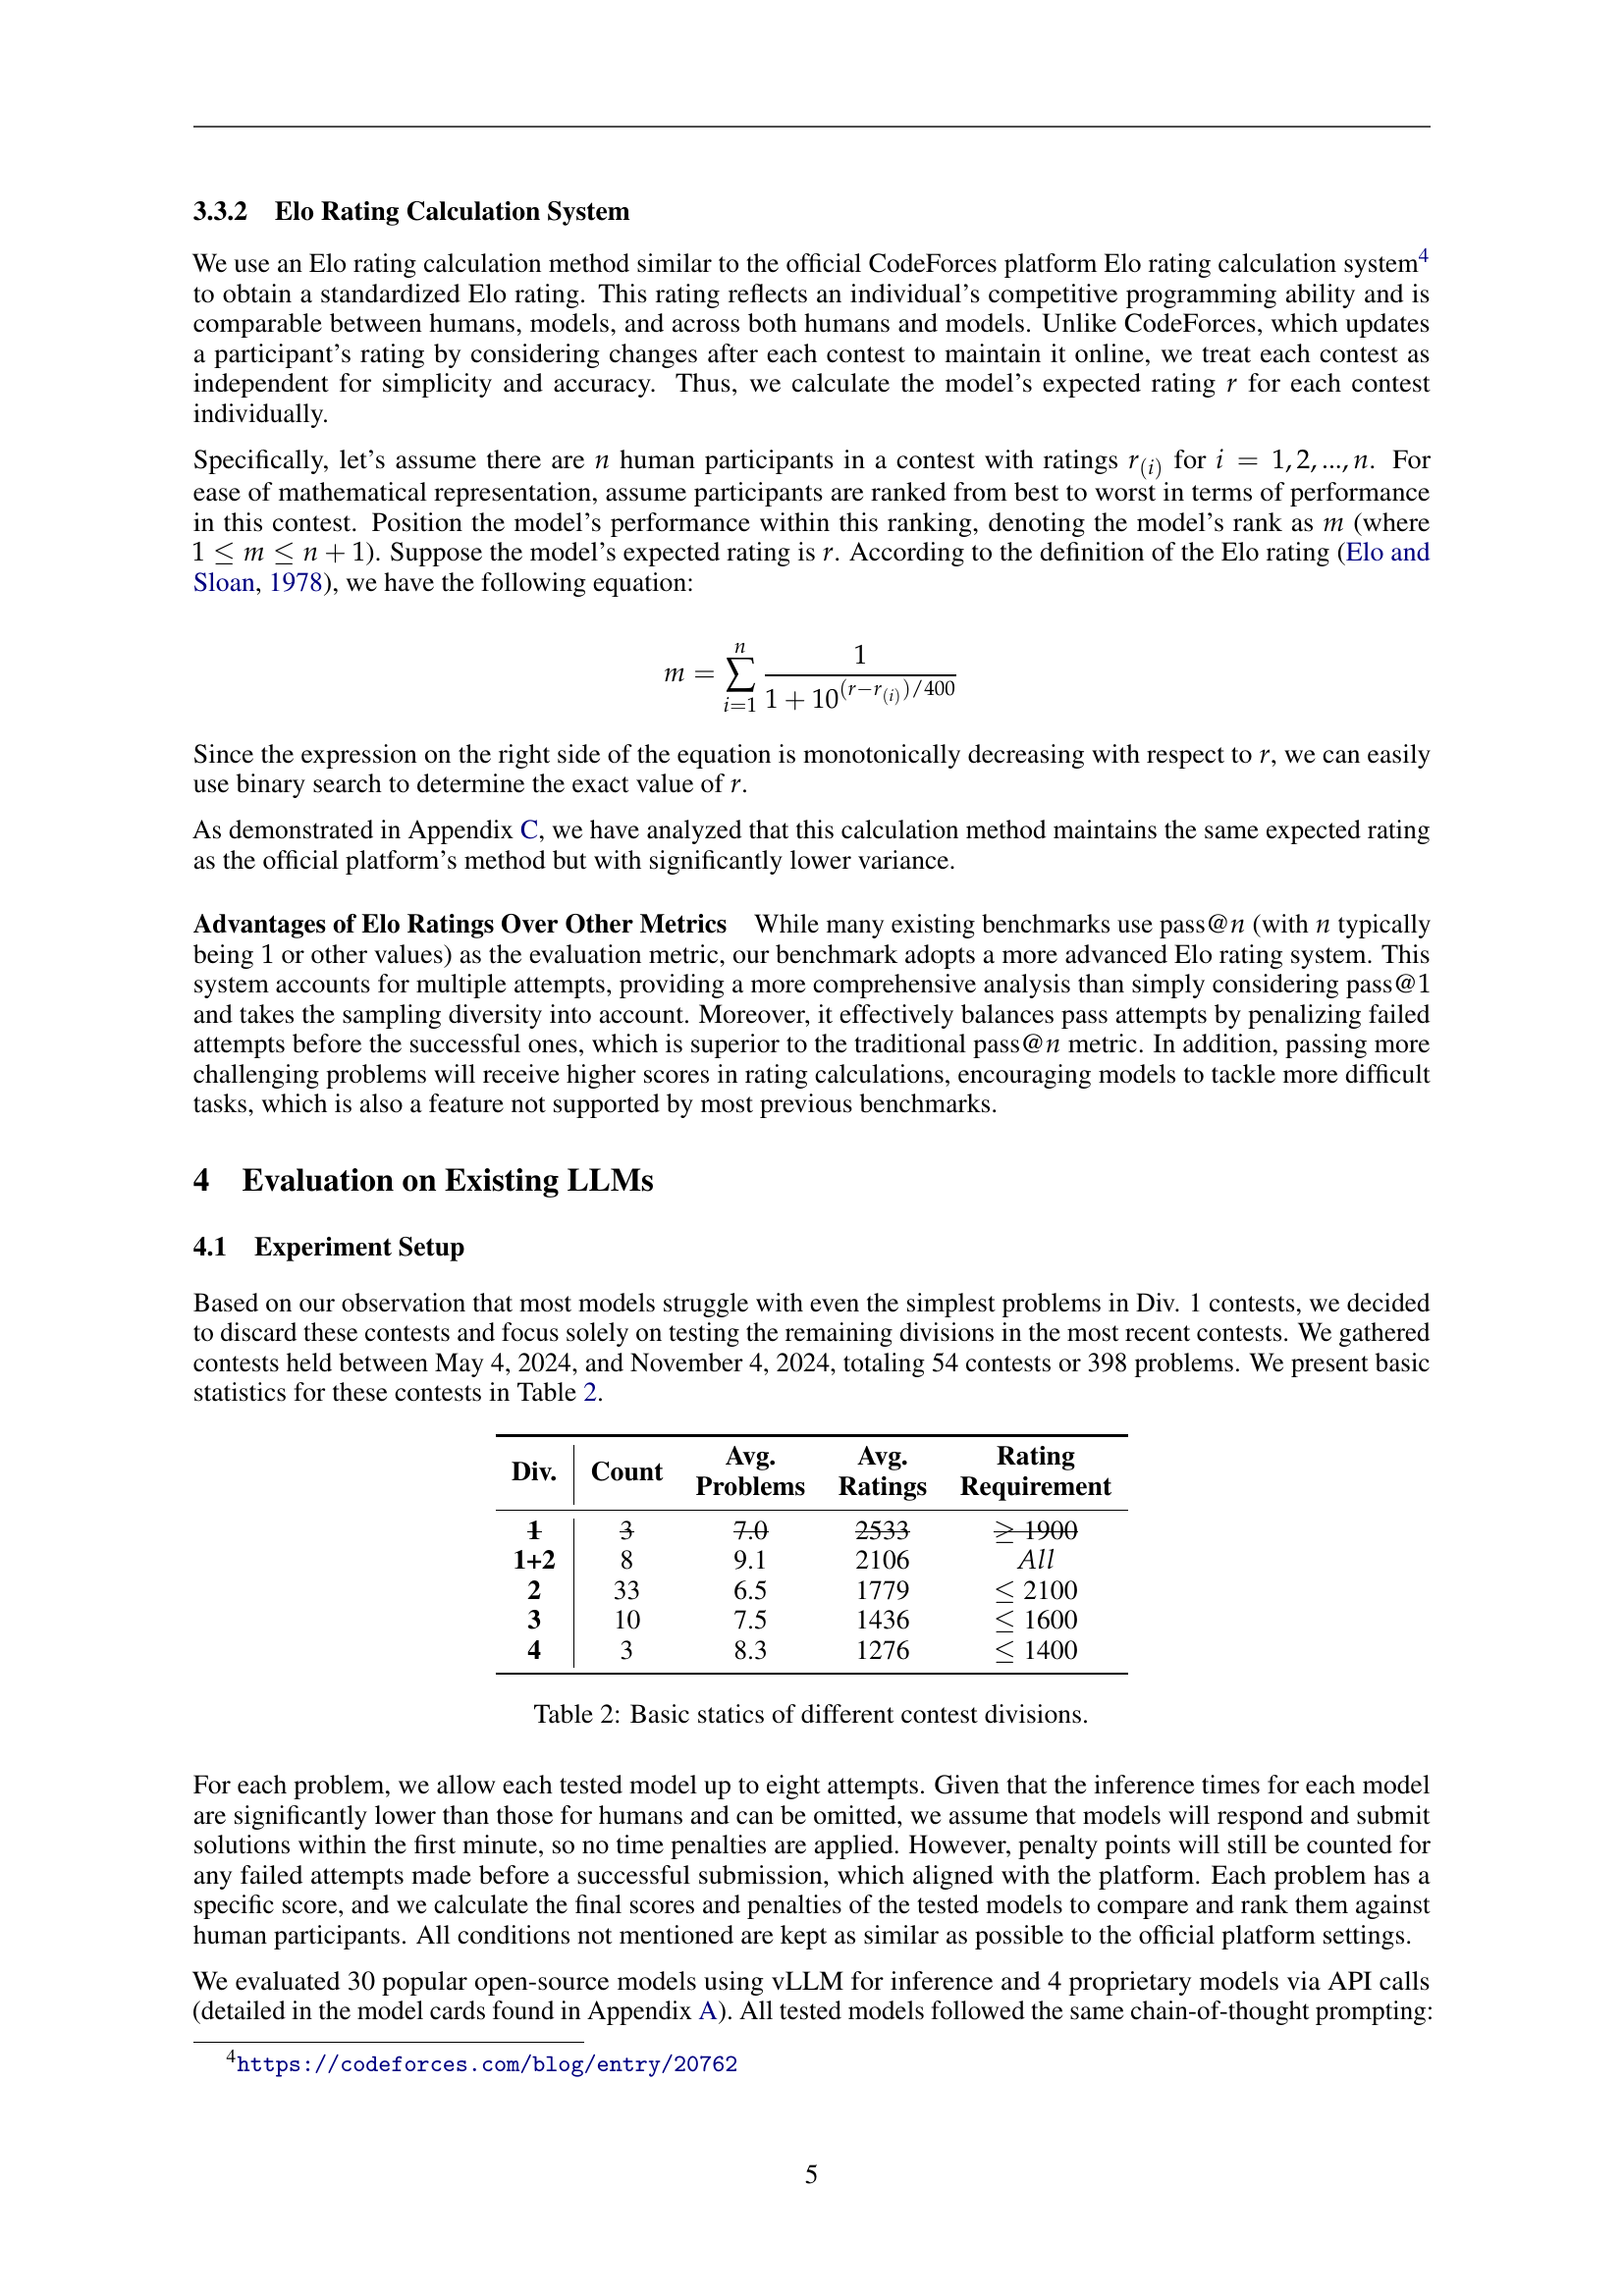 3.3.2 Elo Rating Calculation System
We use an Elo rating calculation method similar to the official CodeForces platform Elo rating calculation system4
to obtain a standardized Elo rating. This rating reflects an individual's competitive programming ability and is
comparable between humans, models, and across both humans and models. Unlike CodeForces, which updates
a participant's rating by considering changes after each contest to maintain it online, we treat each contest as
independent for simplicity and accuracy. Thus, we calculate the model's expected rating r for each contest
individually.
Specifically, let's assume there are n human participants in a contest with ratings r(i) for i = 1, 2, ..., n. For
ease of mathematical representation, assume participants are ranked from best to worst in terms of performance
in this contest. Position the model's performance within this ranking, denoting the model's rank as m (where
1 ≤ m ≤ n + 1). Suppose the model's expected rating is r. According to the definition of the Elo rating (Elo and
Sloan, 1978), we have the following equation:
m = ∑_{i=1}^{n} 1 / (1 + 10^{(r−r(i))/400})
Since the expression on the right side of the equation is monotonically decreasing with respect to r, we can easily
use binary search to determine the exact value of r.
As demonstrated in Appendix C, we have analyzed that this calculation method maintains the same expected rating
as the official platform's method but with significantly lower variance.
Advantages of Elo Ratings Over Other Metrics While many existing benchmarks use pass@n (with n typically
being 1 or other values) as the evaluation metric, our benchmark adopts a more advanced Elo rating system. This
system accounts for multiple attempts, providing a more comprehensive analysis than simply considering pass@1
and takes the sampling diversity into account. Moreover, it effectively balances pass attempts by penalizing failed
attempts before the successful ones, which is superior to the traditional pass@n metric. In addition, passing more
challenging problems will receive higher scores in rating calculations, encouraging models to tackle more difficult
tasks, which is also a feature not supported by most previous benchmarks.
4 Evaluation on Existing LLMs
4.1 Experiment Setup
Based on our observation that most models struggle with even the simplest problems in Div. 1 contests, we decided
to discard these contests and focus solely on testing the remaining divisions in the most recent contests. We gathered
contests held between May 4, 2024, and November 4, 2024, totaling 54 contests or 398 problems. We present basic
statistics for these contests in Table 2.
Div. Count Avg. Problems Avg. Ratings Rating Requirement
1 3 7.0 2533 ≥ 1900
1+2 8 9.1 2106 All
2 33 6.5 1779 ≤ 2100
3 10 7.5 1436 ≤ 1600
4 3 8.3 1276 ≤ 1400
Table 2: Basic statics of different contest divisions.
For each problem, we allow each tested model up to eight attempts. Given that the inference times for each model
are significantly lower than those for humans and can be omitted, we assume that models will respond and submit
solutions within the first minute, so no time penalties are applied. However, penalty points will still be counted for
any failed attempts made before a successful submission, which aligned with the platform. Each problem has a
specific score, and we calculate the final scores and penalties of the tested models to compare and rank them against
human participants. All conditions not mentioned are kept as similar as possible to the official platform settings.
We evaluated 30 popular open-source models using vLLM for inference and 4 proprietary models via API calls
(detailed in the model cards found in Appendix A). All tested models followed the same chain-of-thought prompting:
4https://codeforces.com/blog/entry/20762
5